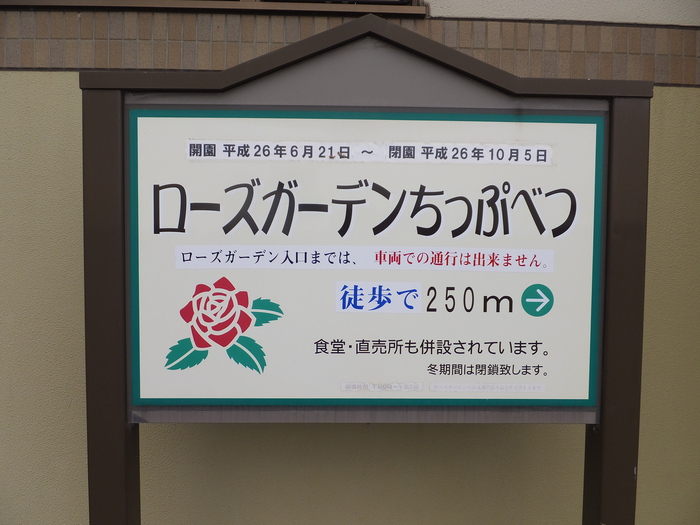 開園 平成26年6月21日 ～ 閉園 平成26年10月5日
ローズガーデンちっぷべつ
ローズガーデン入口までは、 車両での通行は出来ません。
徒歩で250m→
食堂・直売所も併設されています。
冬期間は閉鎖致します。